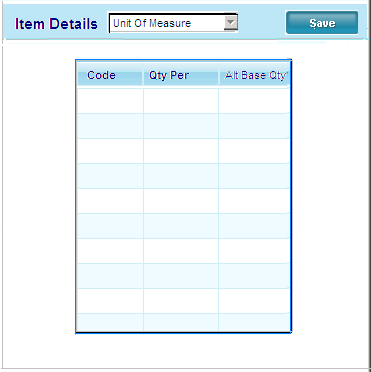 Item Details Unit Of Measure Save
Code Qty Per Alt Base Qty